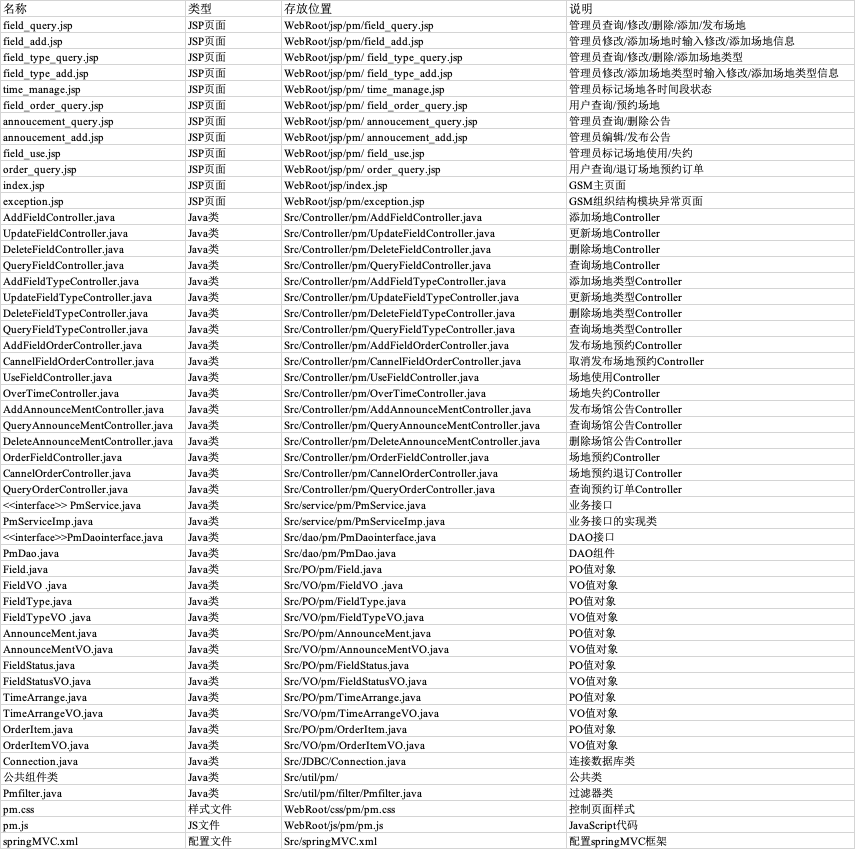 名称 类型 存放位置 说明
field_query.jsp JSP页面 WebRoot/jsp/pm/field_query.jsp 管理员查询/修改/删除/添加/发布场地
field_add.jsp JSP页面 WebRoot/jsp/pm/field_add.jsp 管理员修改/添加场地时输入修改/添加场地信息
field_type_query.jsp JSP页面 WebRoot/jsp/pm/ field_type_query.jsp 管理员查询/修改/删除/添加场地类型
field_type_add.jsp JSP页面 WebRoot/jsp/pm/ field_type_add.jsp 管理员修改/添加场地类型时输入修改/添加场地类型信息
time_manage.jsp JSP页面 WebRoot/jsp/pm/ time_manage.jsp 管理员标记场地各时间段状态
field_order_query.jsp JSP页面 WebRoot/jsp/pm/ field_order_query.jsp 用户查询/预约场地
annoucement_query.jsp JSP页面 WebRoot/jsp/pm/ annoucement_query.jsp 管理员查询/删除公告
annoucement_add.jsp JSP页面 WebRoot/jsp/pm/ annoucement_add.jsp 管理员编辑/发布公告
field_use.jsp JSP页面 WebRoot/jsp/pm/ field_use.jsp 管理员标记场地使用/失约
order_query.jsp JSP页面 WebRoot/jsp/pm/ order_query.jsp 用户查询/退订场地预约订单
index.jsp JSP页面 WebRoot/jsp/index.jsp GSM主页面
exception.jsp JSP页面 WebRoot/jsp/pm/exception.jsp GSM组织结构模块异常页面
AddFieldController.java Java类 Src/Controller/pm/AddFieldController.java 添加场地Controller
UpdateFieldController.java Java类 Src/Controller/pm/UpdateFieldController.java 更新场地Controller
DeleteFieldController.java Java类 Src/Controller/pm/DeleteFieldController.java 删除场地Controller
QueryFieldController.java Java类 Src/Controller/pm/QueryFieldController.java 查询场地Controller
AddFieldTypeController.java Java类 Src/Controller/pm/AddFieldTypeController.java 添加场地类型Controller
UpdateFieldTypeController.java Java类 Src/Controller/pm/UpdateFieldTypeController.java 更新场地类型Controller
DeleteFieldTypeController.java Java类 Src/Controller/pm/DeleteFieldTypeController.java 删除场地类型Controller
QueryFieldTypeController.java Java类 Src/Controller/pm/QueryFieldTypeController.java 查询场地类型Controller
AddFieldOrderController.java Java类 Src/Controller/pm/AddFieldOrderController.java 发布场地预约Controller
CannelFieldOrderController.java Java类 Src/Controller/pm/CannelFieldOrderController.java 取消发布场地预约Controller
UseFieldController.java Java类 Src/Controller/pm/UseFieldController.java 场地使用Controller
OverTimeController.java Java类 Src/Controller/pm/OverTimeController.java 场地失约Controller
AddAnnounceMentController.java Java类 Src/Controller/pm/AddAnnounceMentController.java 发布场馆公告Controller
QueryAnnounceMentController.java Java类 Src/Controller/pm/QueryAnnounceMentController.java 查询场馆公告Controller
DeleteAnnounceMentController.java Java类 Src/Controller/pm/DeleteAnnounceMentController.java 删除场馆公告Controller
OrderFieldController.java Java类 Src/Controller/pm/OrderFieldController.java 场地预约Controller
CannelOrderController.java Java类 Src/Controller/pm/CannelOrderController.java 场地预约退订Controller
QueryOrderController.java Java类 Src/Controller/pm/QueryOrderController.java 查询预约订单Controller
<<interface>> PmService.java Java类 Src/service/pm/PmService.java 业务接口
PmServiceImp.java Java类 Src/service/pm/PmServiceImp.java 业务接口的实现类
<<interface>>PmDaointerface.java Java类 Src/dao/pm/PmDaointerface.java DAO接口
PmDao.java Java类 Src/dao/pm/PmDao.java DAO组件
Field.java Java类 Src/PO/pm/Field.java PO值对象
FieldVO .java Java类 Src/VO/pm/FieldVO .java VO值对象
FieldType.java Java类 Src/PO/pm/FieldType.java PO值对象
FieldTypeVO .java Java类 Src/VO/pm/FieldTypeVO.java VO值对象
AnnounceMent.java Java类 Src/PO/pm/AnnounceMent.java PO值对象
AnnounceMentVO.java Java类 Src/VO/pm/AnnounceMentVO.java VO值对象
FieldStatus.java Java类 Src/PO/pm/FieldStatus.java PO值对象
FieldStatusVO.java Java类 Src/VO/pm/FieldStatusVO.java VO值对象
TimeArrange.java Java类 Src/PO/pm/TimeArrange.java PO值对象
TimeArrangeVO.java Java类 Src/VO/pm/TimeArrangeVO.java VO值对象
OrderItem.java Java类 Src/PO/pm/OrderItem.java PO值对象
OrderItemVO.java Java类 Src/VO/pm/OrderItemVO.java VO值对象
Connection.java Java类 Src/JDBC/Connection.java 连接数据库类
公共组件类 Java类 Src/util/pm/ 公共类
Pmfilter.java Java类 Src/util/pm/filter/Pmfilter.java 过滤器类
pm.css 样式文件 WebRoot/css/pm/pm.css 控制页面样式
pm.js JS文件 WebRoot/js/pm/pm.js JavaScript代码
springMVC.xml 配置文件 Src/springMVC.xml 配置springMVC框架